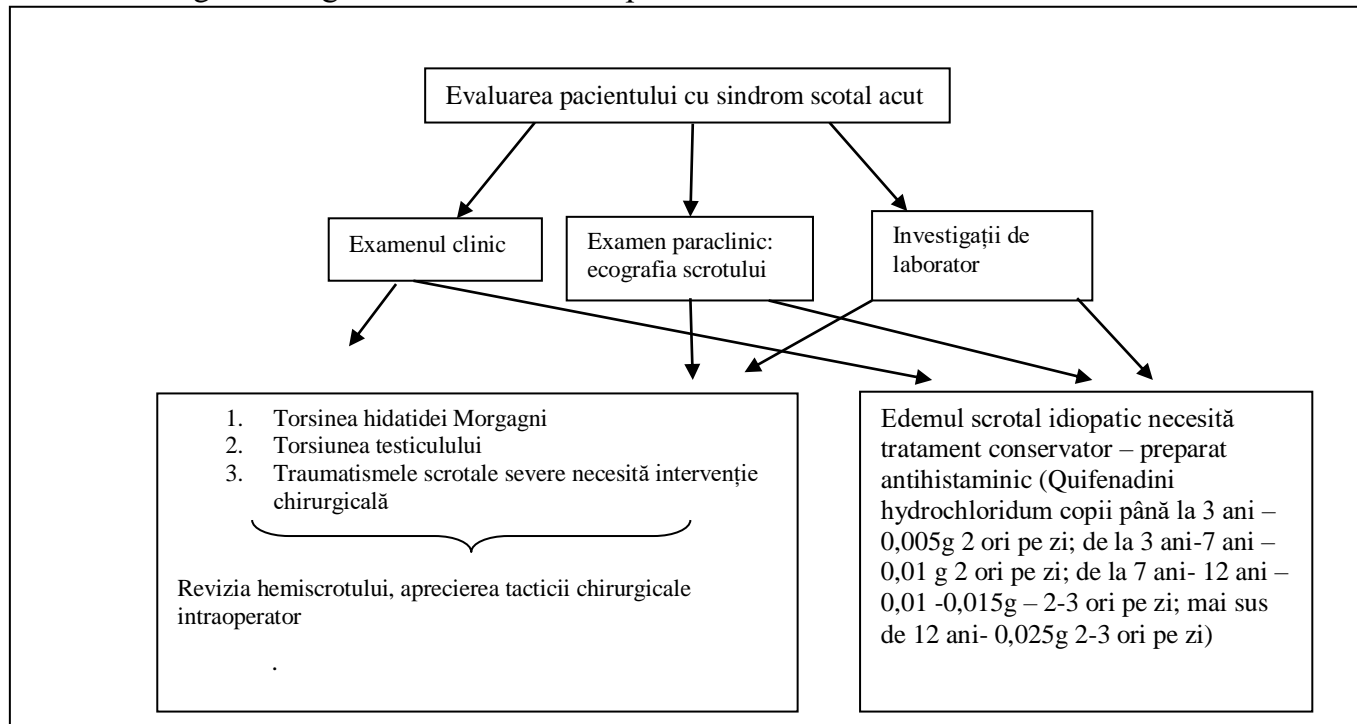 Evaluarea pacientului cu sindrom scotal acut
Examenul clinic
Examen paraclinic:
ecografia scrotului
Investigații de
laborator
1. Torsinea hidatidei Morgagni
2. Torsiunea testiculului
3. Traumatismele scrotale severe necesită intervenție
chirurgicală
Revizia hemiscrotului, aprecierea tacticii chirurgicale
intraoperator
.
Edemul scrotal idiopatic necesită
tratament conservator – preparat
antihistaminic (Quifenadini
hydrochloridum copii până la 3 ani –
0,005g 2 ori pe zi; de la 3 ani-7 ani –
0,01 g 2 ori pe zi; de la 7 ani- 12 ani –
0,01 -0,015g – 2-3 ori pe zi; mai sus
de 12 ani- 0,025g 2-3 ori pe zi)